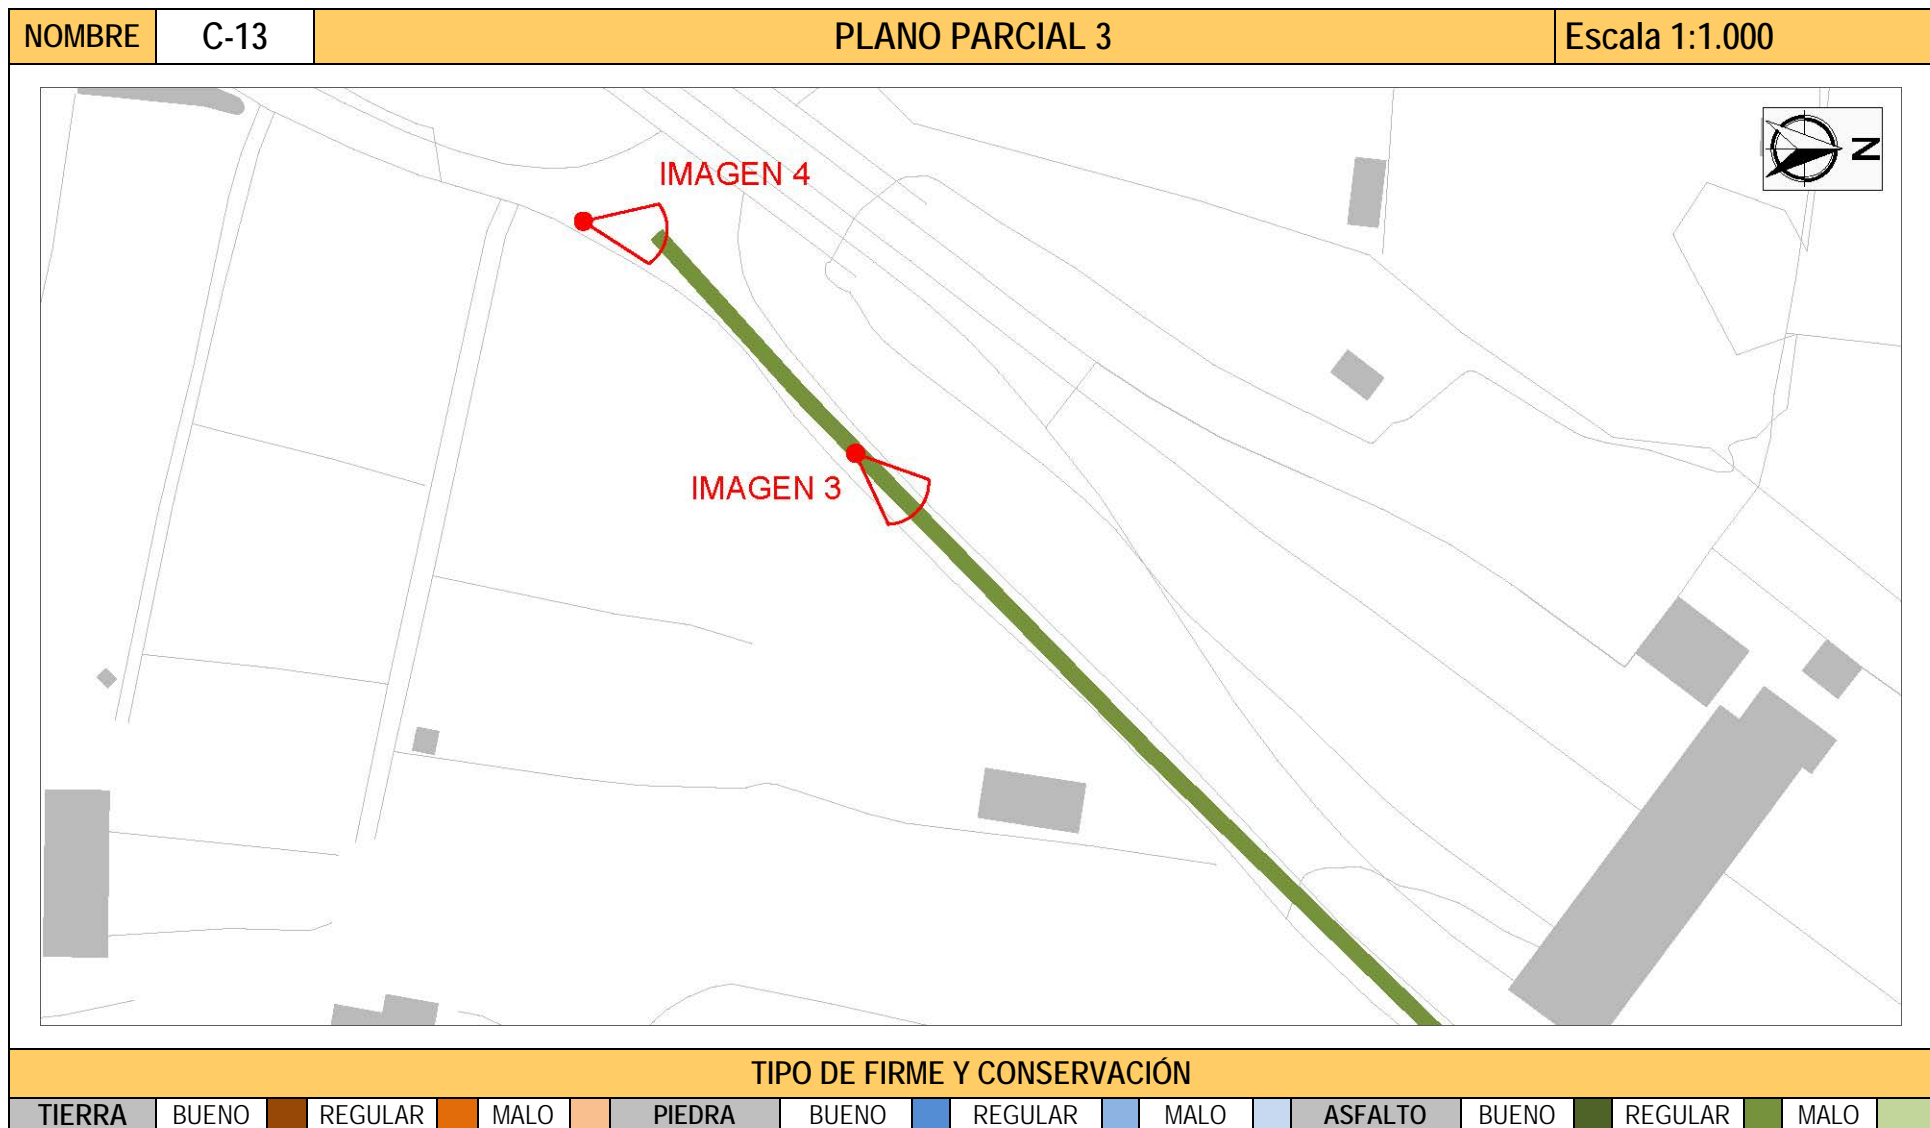 NOMBRE C-13 PLANO PARCIAL 3 Escala 1:1.000
N
IMAGEN 4
IMAGEN 3
TIPO DE FIRME Y CONSERVACIÓN
TIERRA BUENO REGULAR MALO PIEDRA BUENO REGULAR MALO ASFALTO BUENO REGULAR MALO